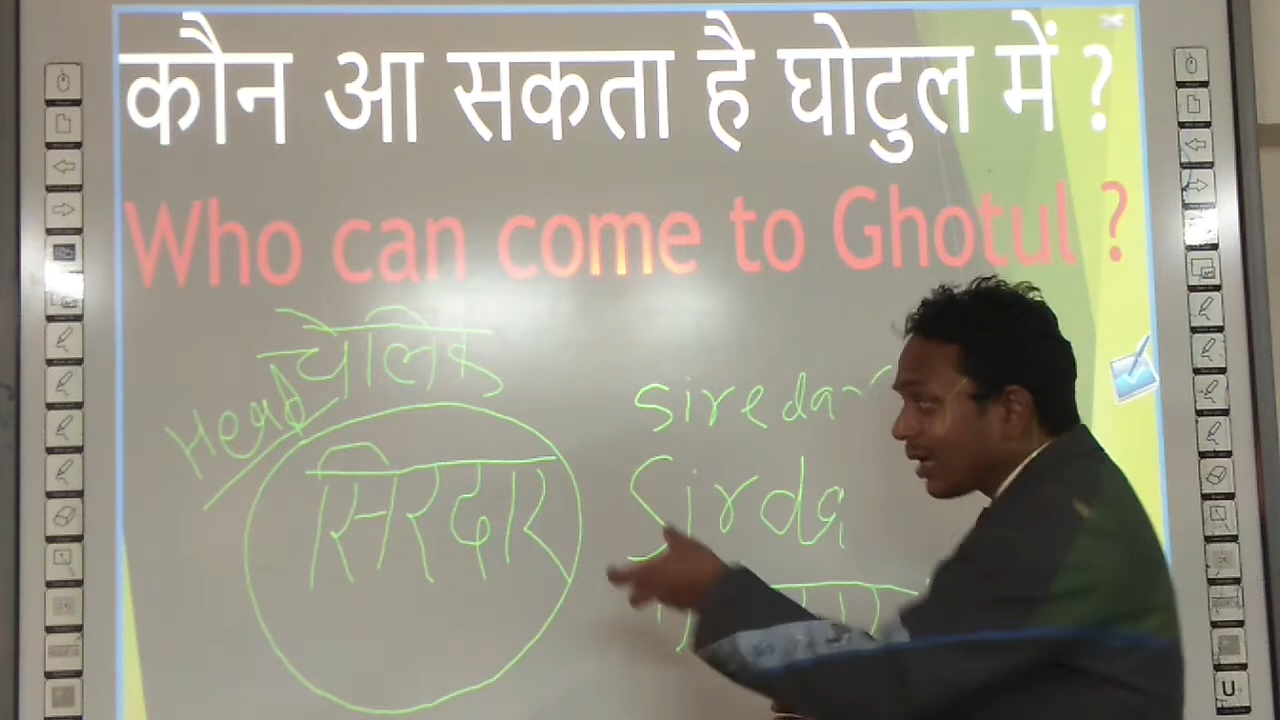 कौन आ सकता है घोटुल में ?
Who can come to Ghotul ?
चेलिक
Head
सिरदार
siredar
Sirda
U